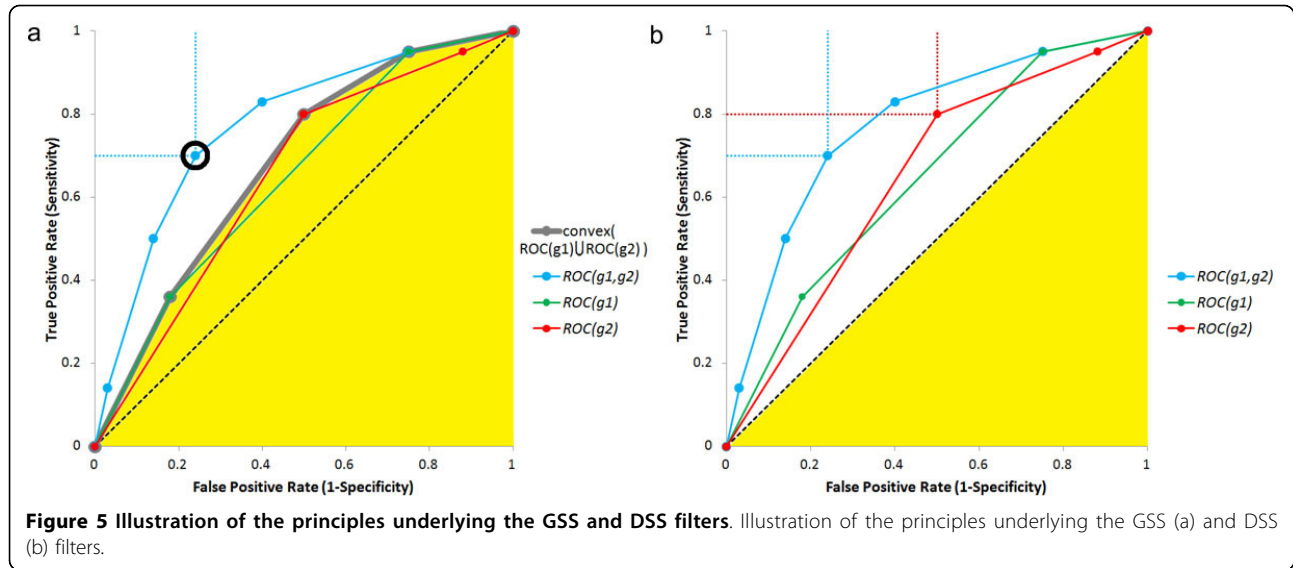 a
True Positive Rate (Sensitivity)
1
0.8
0.6
0.4
0.2
0
0
0.2
0.4
0.6
0.8
1
False Positive Rate (1-Specificity)
convex(
ROC(g1)⋃ROC(g2) )
ROC(g1,g2)
ROC(g1)
ROC(g2)
b
True Positive Rate (Sensitivity)
1
0.8
0.6
0.4
0.2
0
0
0.2
0.4
0.6
0.8
1
False Positive Rate (1-Specificity)
ROC(g1,g2)
ROC(g1)
ROC(g2)
Figure 5 Illustration of the principles underlying the GSS and DSS filters. Illustration of the principles underlying the GSS (a) and DSS
(b) filters.